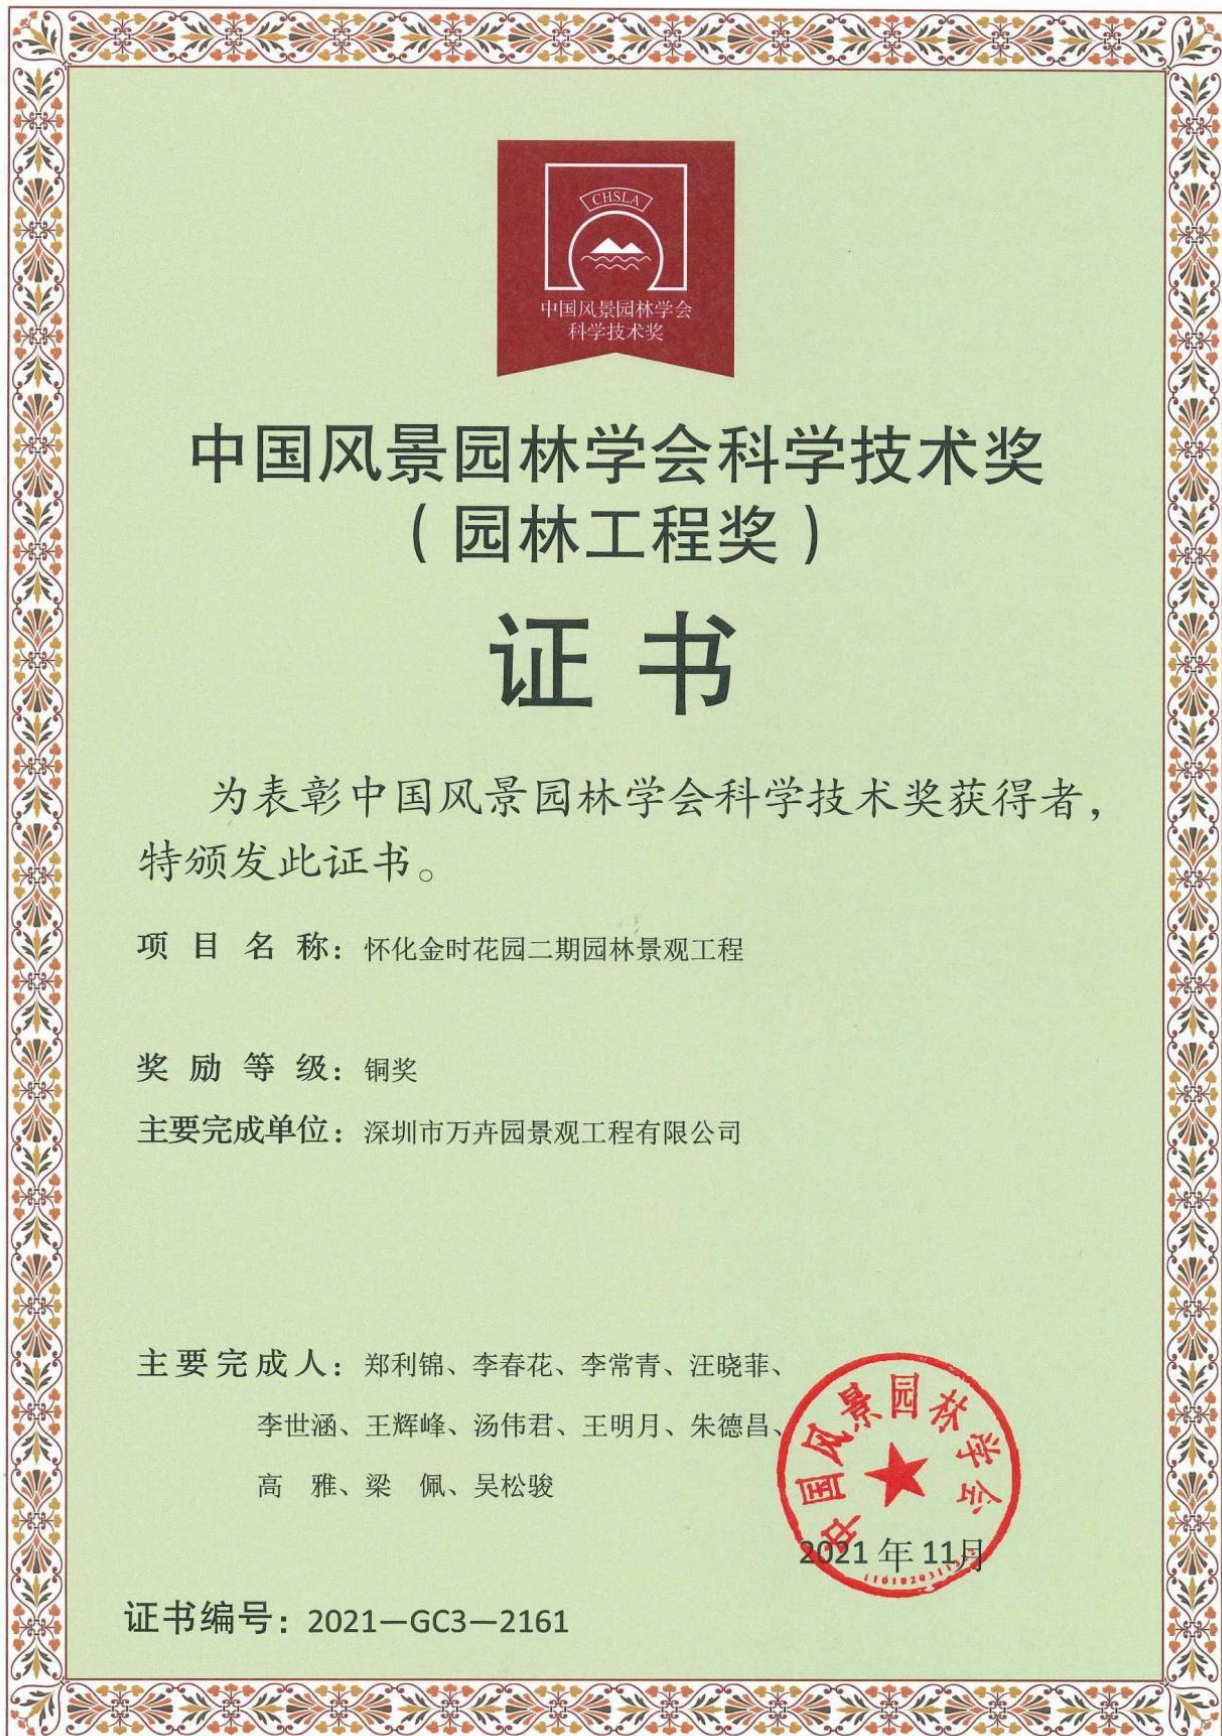 CHSLA
中国风景园林学会
科学技术奖
中国风景园林学会科学技术奖
（园林工程奖）
证书
为表彰中国风景园林学会科学技术奖获得者，
特颁发此证书。
项目名称：怀化金时花园二期园林景观工程
奖励等级：铜奖
主要完成单位：深圳市万卉园景观工程有限公司
主要完成人：郑利锦、李春花、李常青、汪晓菲、
李世涵、王辉峰、汤伟君、王明月、朱德昌、
高　雅、梁　佩、吴松骏
中国风景园林学会
2021年11月
证书编号：2021—GC3—2161